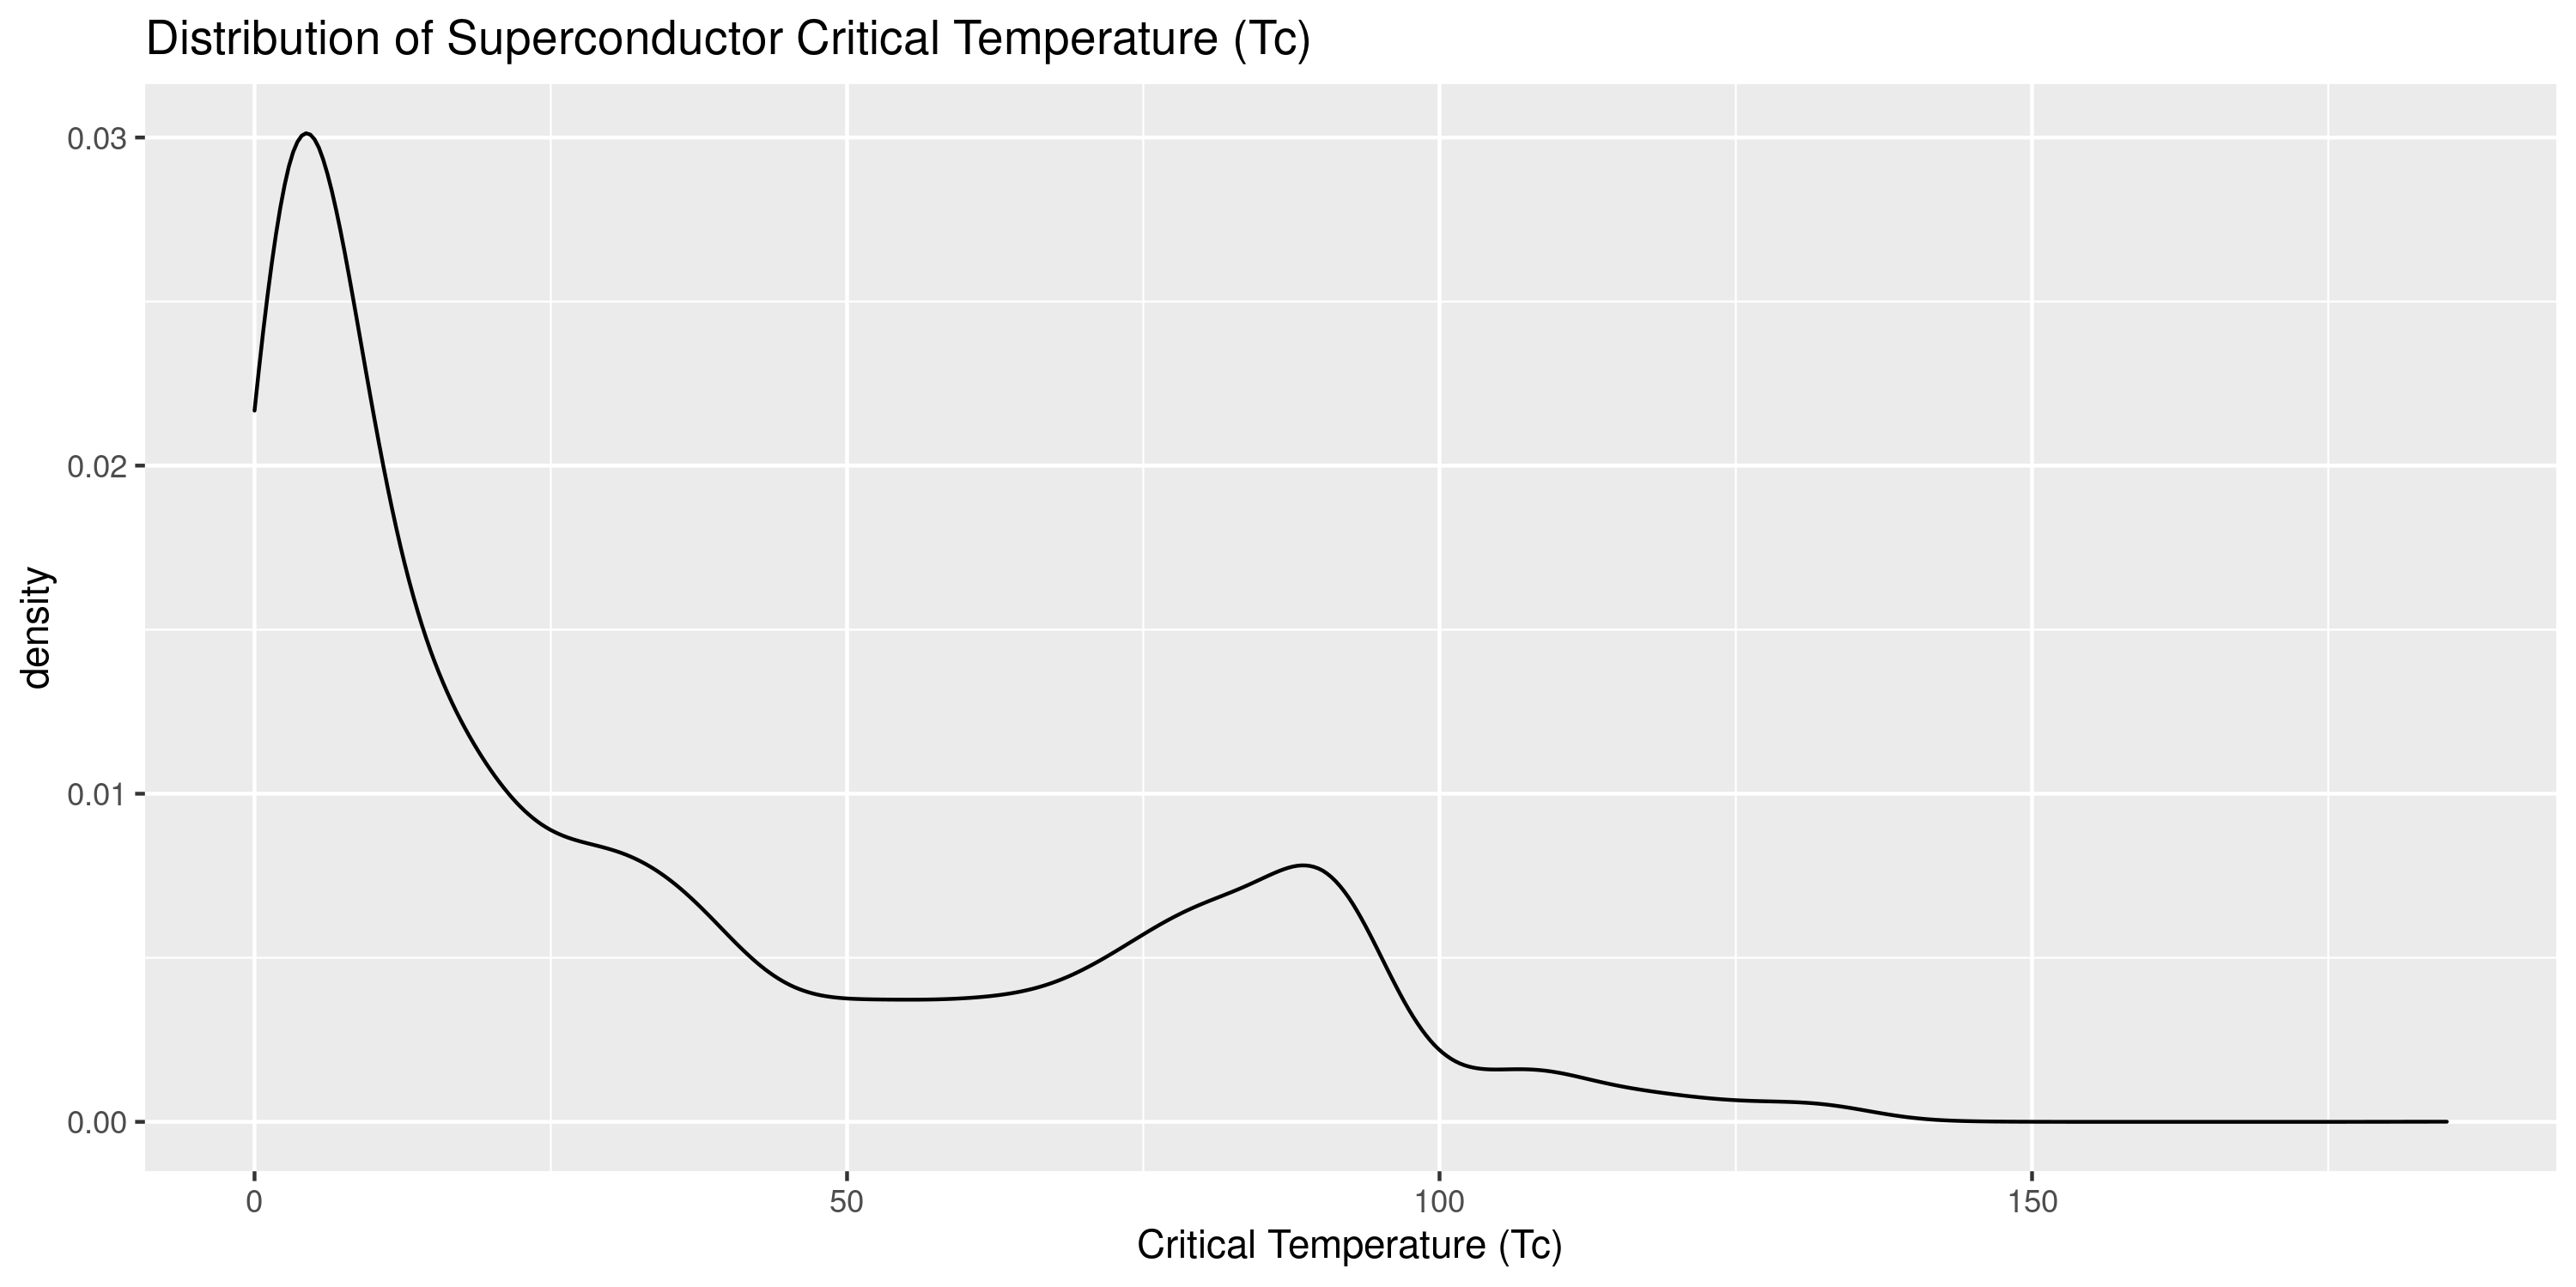 Distribution of Superconductor Critical Temperature (Tc)
density
0.03
0.02
0.01
0.00
0 50 100 150
Critical Temperature (Tc)